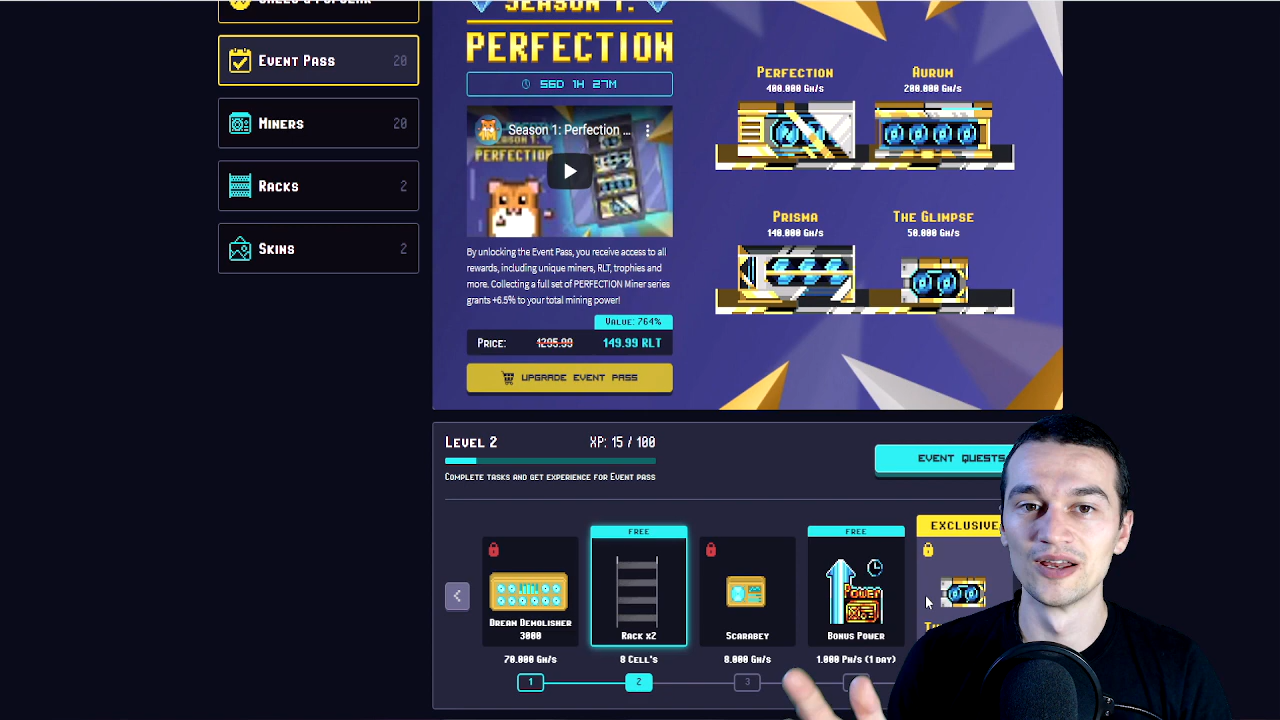 EVENT PASS 20
MINERS 20
RACKS 2
SKINS 2
SEASON 1:
PERFECTION
56D 1H 27M
Season 1: Perfection ...
SEASON 1:
PERFECTION
By unlocking the Event Pass, you receive access to all
rewards, including unique miners, RLT, trophies and
more. Collecting a full set of PERFECTION Miner series
grants +6.5% to your total mining power!
VALUE: 764%
PRICE: 1295.99 149.99 RLT
UPGRADE EVENT PASS
PERFECTION
400.000 GH/S
AURUM
200.000 GH/S
PRISMA
140.000 GH/S
THE GLIMPSE
50.000 GH/S
LEVEL 2 XP: 15 / 100
COMPLETE TASKS AND GET EXPERIENCE FOR EVENT PASS
EVENT QUESTS
DREAM DEMOLISHER
3000
70.000 GH/S
1
FREE
RACK X2
8 CELL'S
2
SCARABEY
8.000 GH/S
3
FREE
BONUS POWER
POWER
1.000 PH/S (1 DAY)
EXCLUSIVE